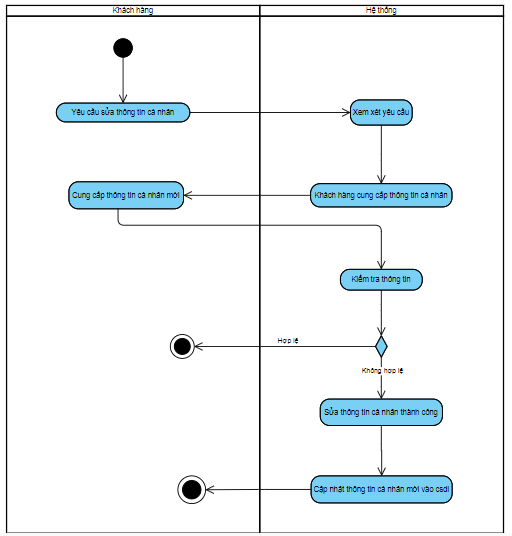 Khách hàng
Hệ thống
Yêu cầu sửa thông tin cá nhân
Xem xét yêu cầu
Cung cấp thông tin cá nhân mới
Khách hàng cung cấp thông tin cá nhân
Kiểm tra thông tin
Hợp lệ
Không hợp lệ
Sửa thông tin cá nhân thành công
Cập nhật thông tin cá nhân mới vào csdl